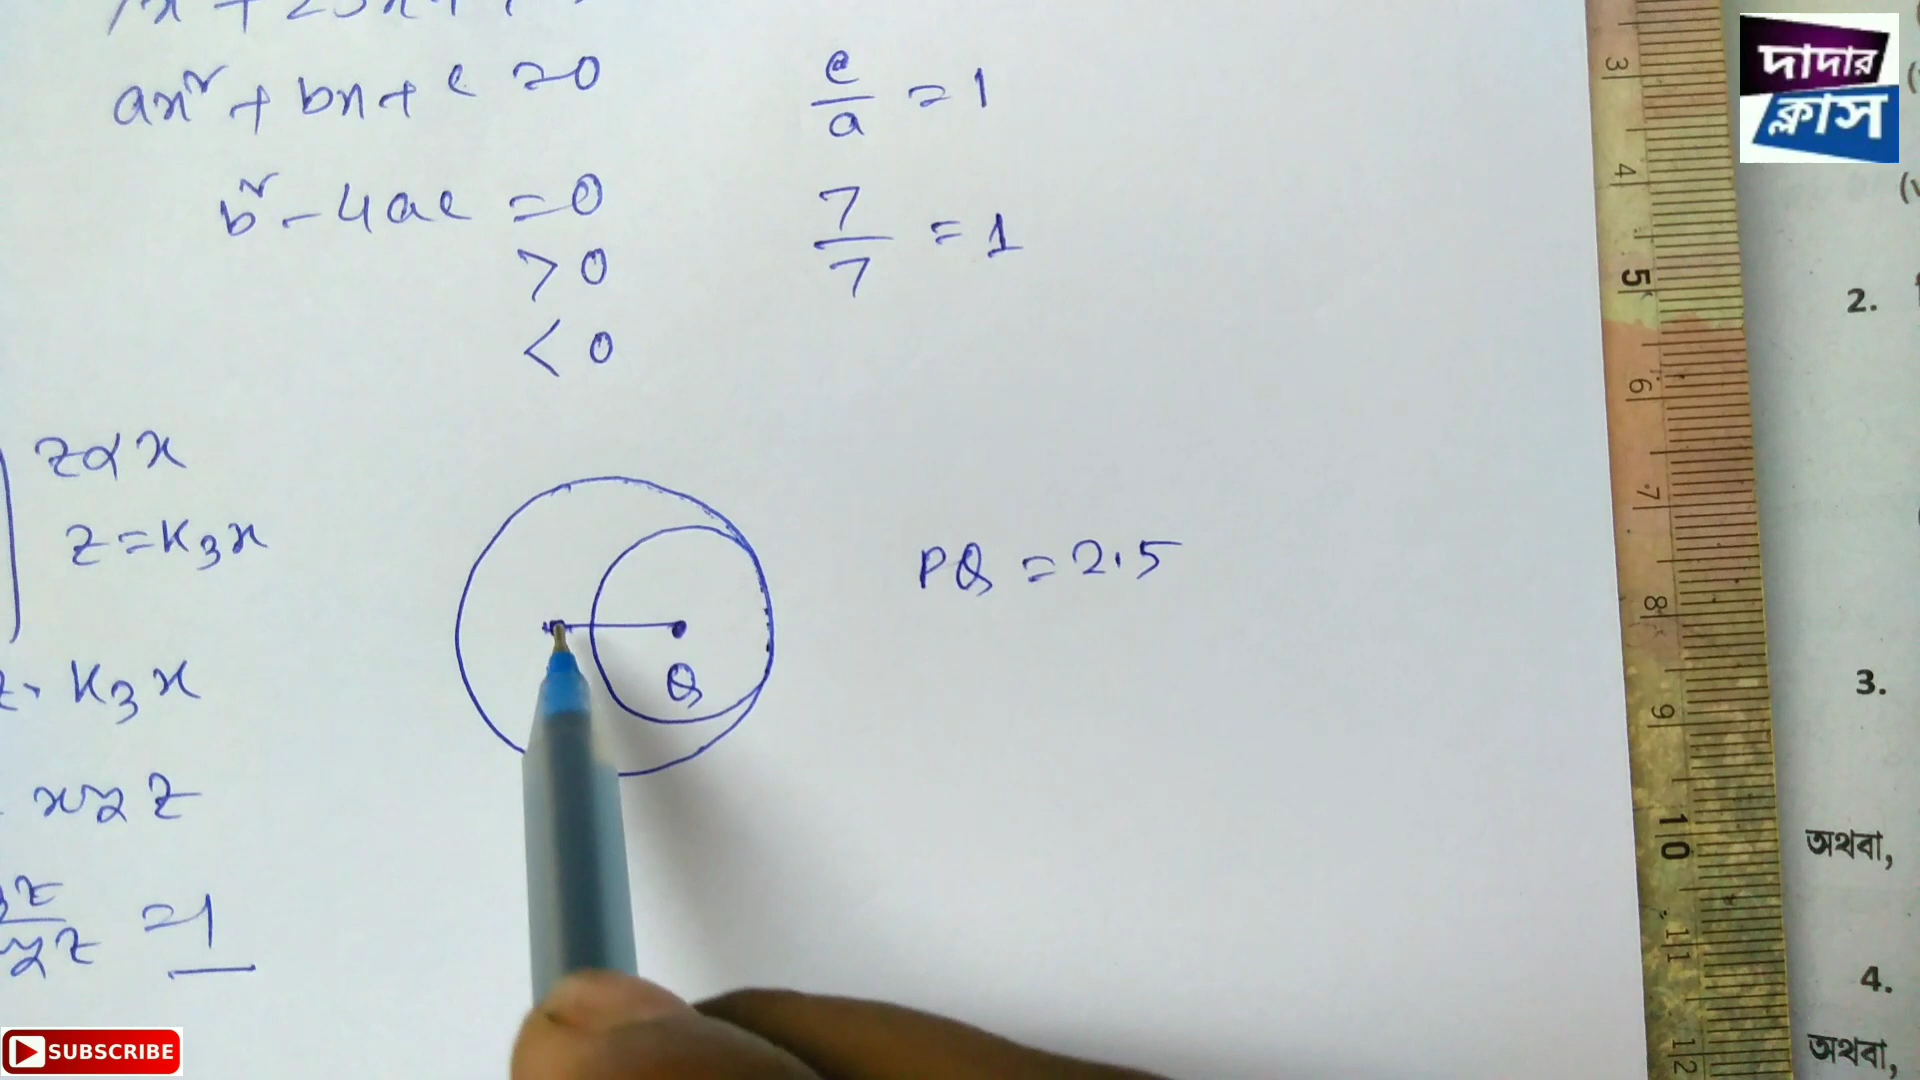 ax² + bx + c = 0
b² - 4ac = 0
> 0
< 0
c/a = 1
7/7 = 1
z ∝ x
z = K₃x
K₃x
xyz
= 1
PQ = 2.5
Q
দাদার
ক্লাস
3
4
5
6
7
8
9
10
11
12
2.
3.
অথবা,
4.
অথবা,
SUBSCRIBE